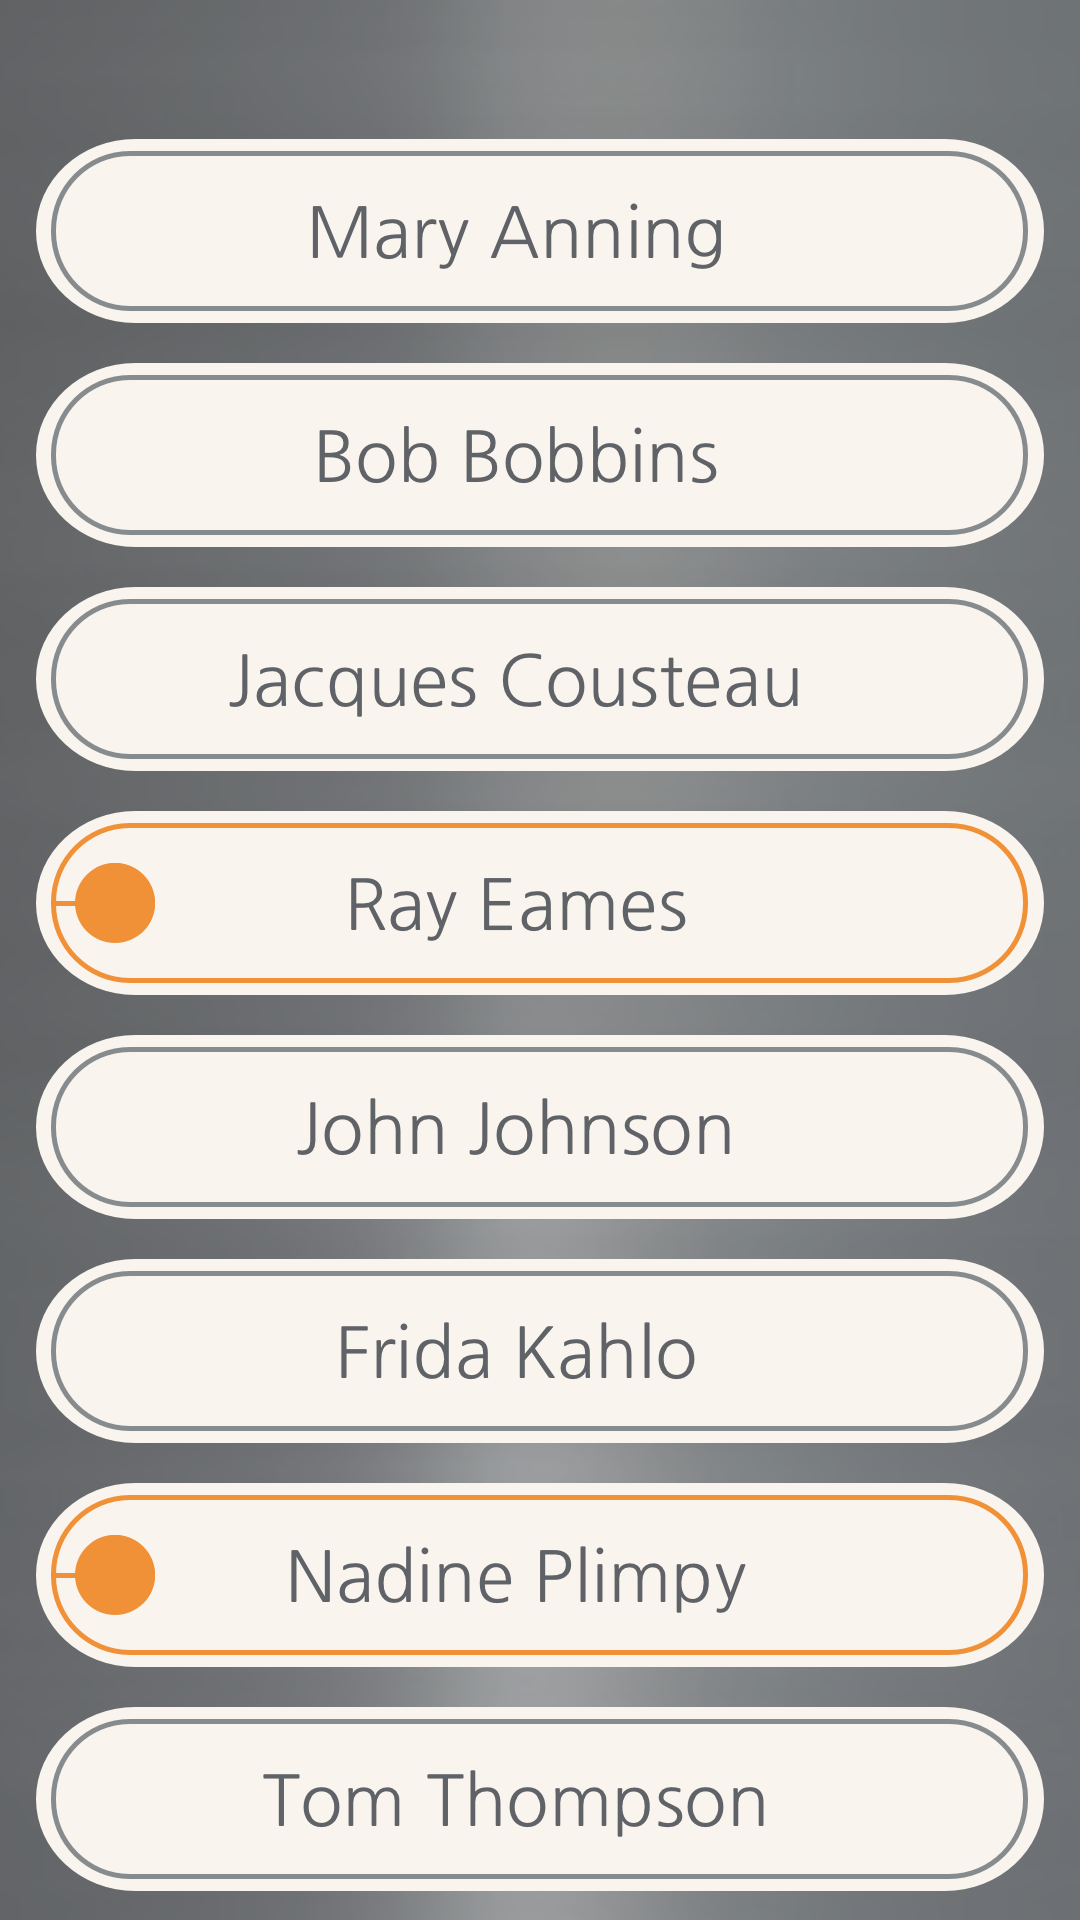 Mary Anning
Bob Bobbins
Jacques Cousteau
Ray Eames
John Johnson
Frida Kahlo
Nadine Plimpy
Tom Thompson